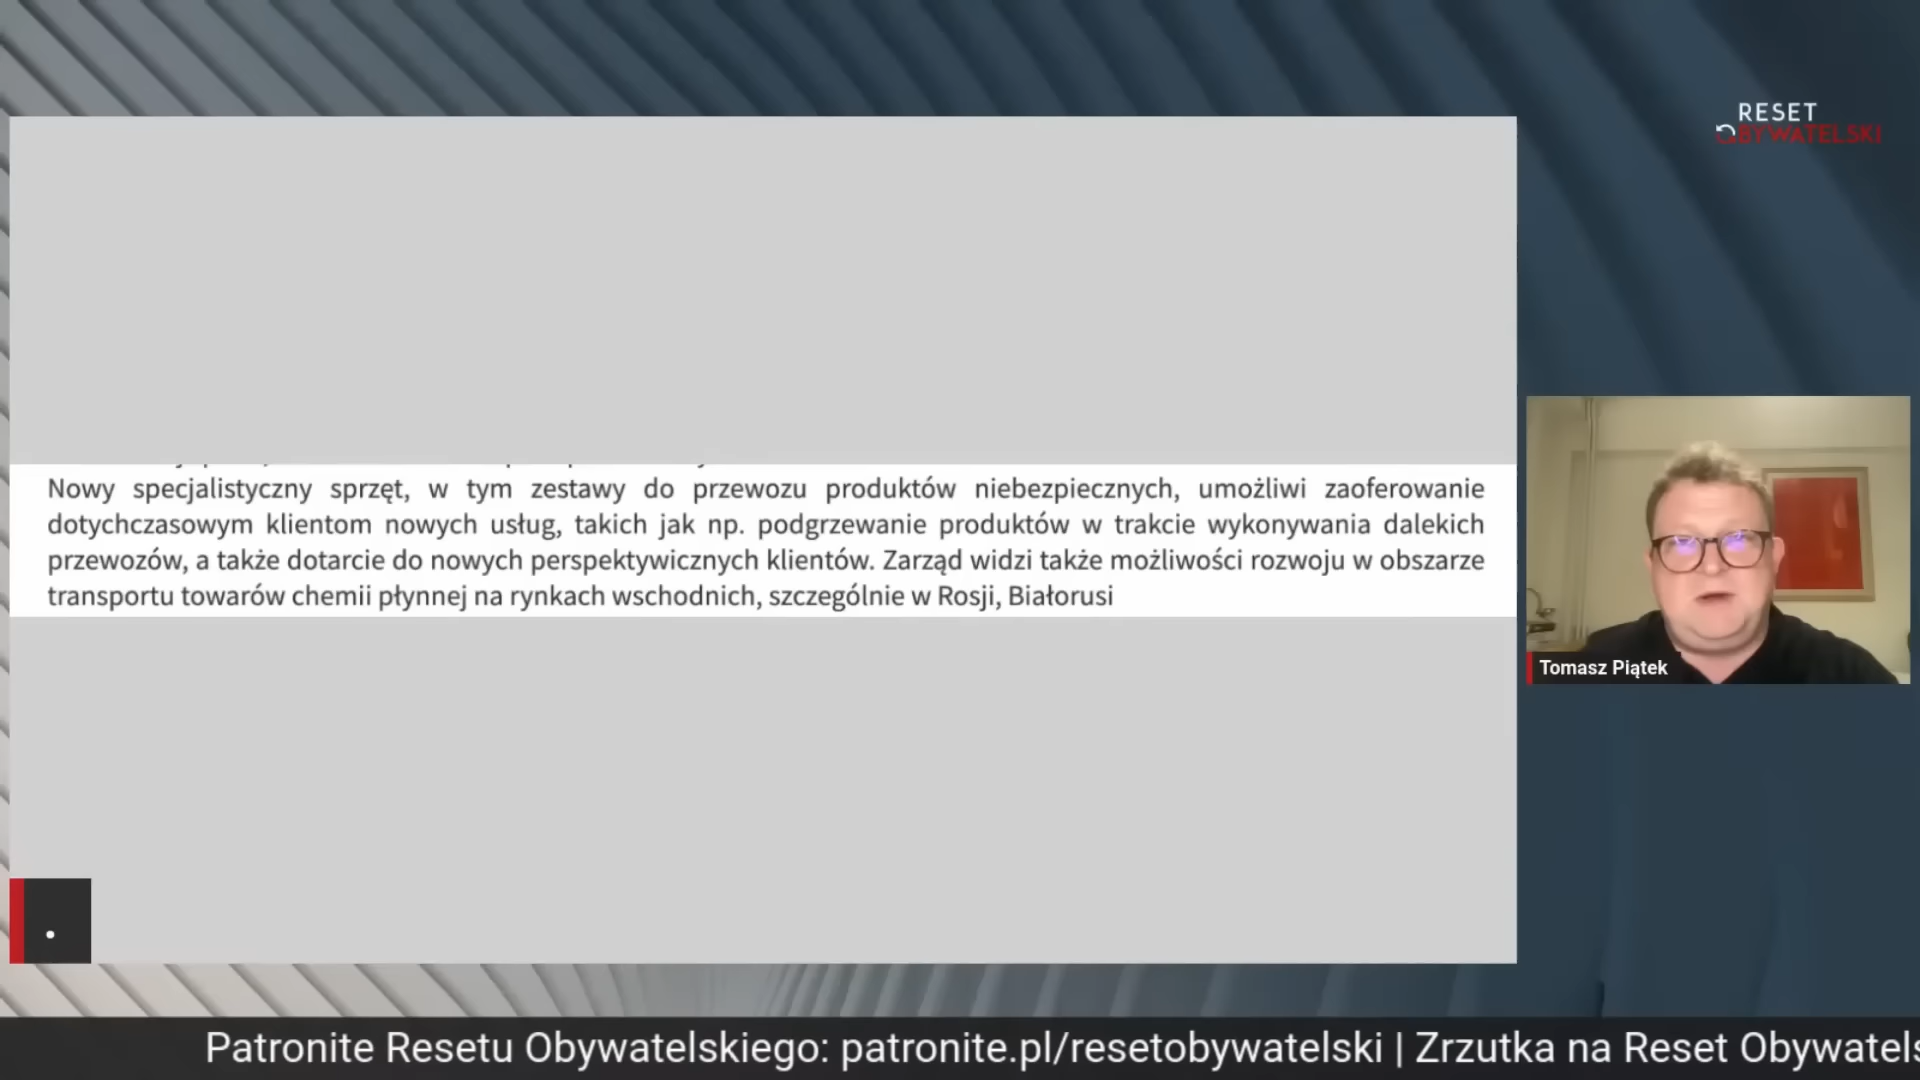 RESET
OBYWATELSKI
Nowy specjalistyczny sprzęt, w tym zestawy do przewozu produktów niebezpiecznych, umożliwi zaoferowanie
dotychczasowym klientom nowych usług, takich jak np. podgrzewanie produktów w trakcie wykonywania dalekich
przewozów, a także dotarcie do nowych perspektywicznych klientów. Zarząd widzi także możliwości rozwoju w obszarze
transportu towarów chemii płynnej na rynkach wschodnich, szczególnie w Rosji, Białorusi
Tomasz Piątek
.
Patronite Resetu Obywatelskiego: patronite.pl/resetobywatelski | Zrzutka na Reset Obywatels